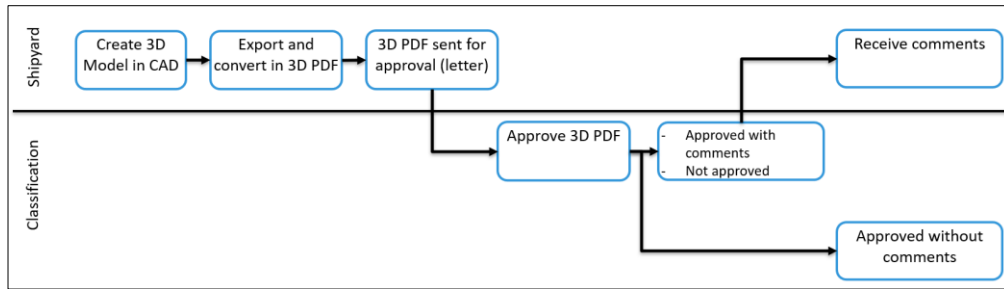 Shipyard
Create 3D
Model in CAD
Export and
convert in 3D PDF
3D PDF sent for
approval (letter)
Receive comments
Classification
Approve 3D PDF
- Approved with
comments
- Not approved
Approved without
comments